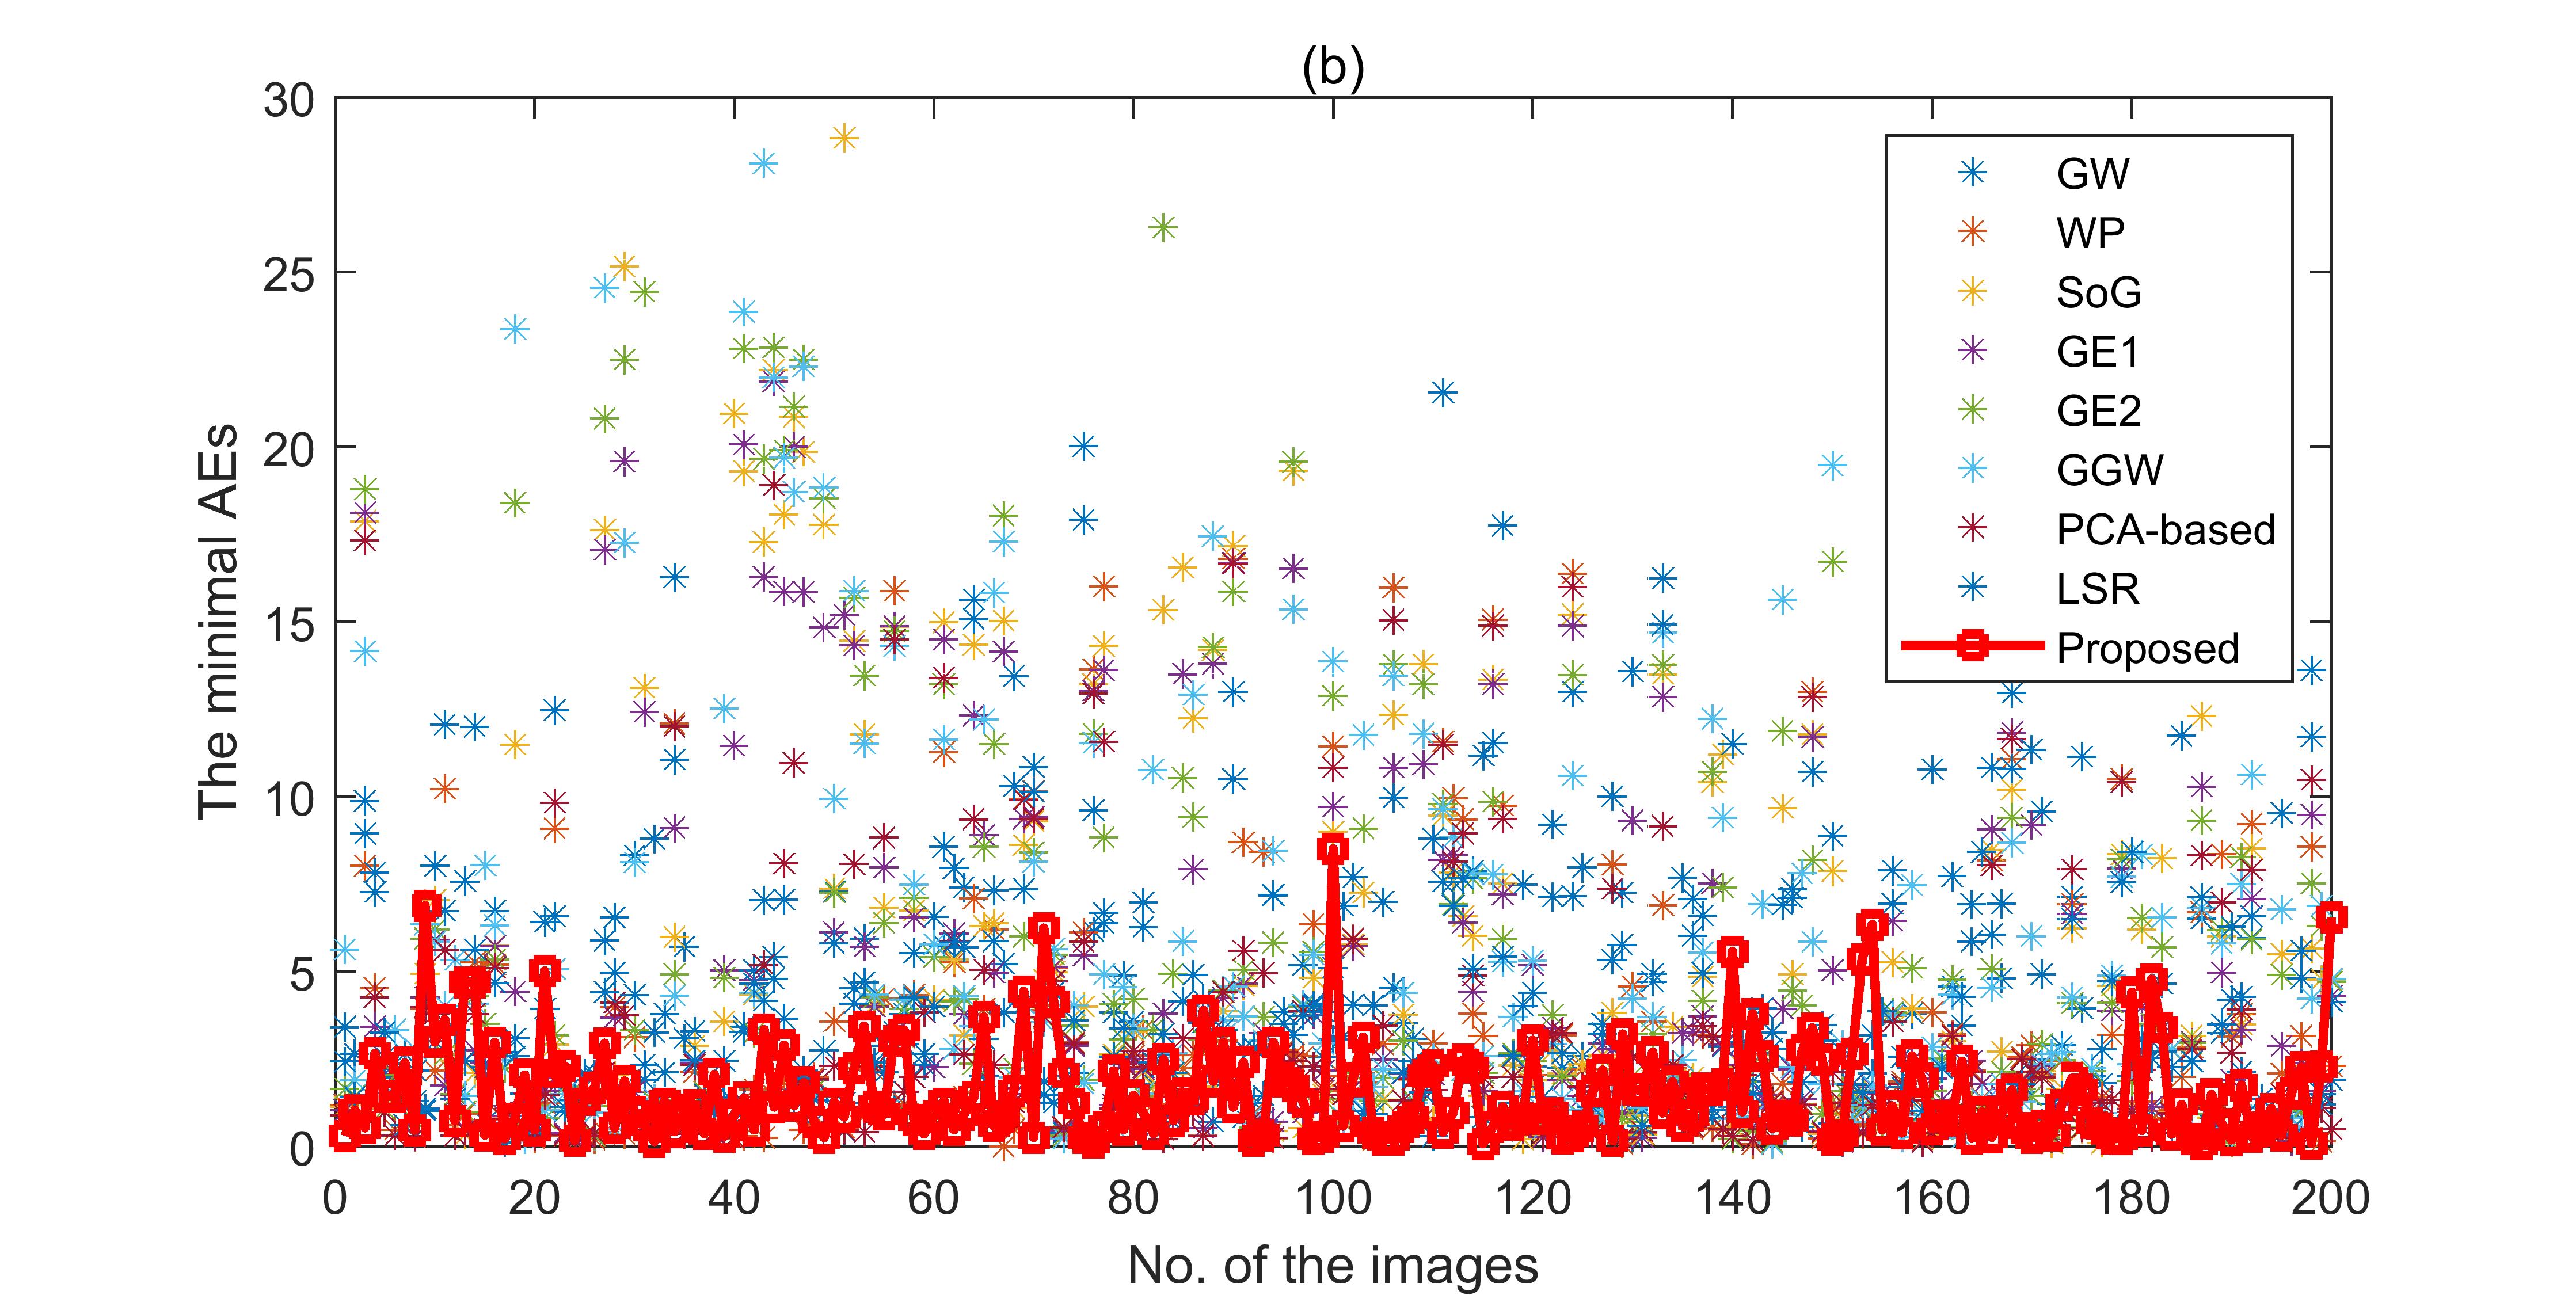 (b)
30
25
20
15
10
5
0
The minimal AEs
GW
WP
SoG
GE1
GE2
GGW
PCA-based
LSR
Proposed
0 20 40 60 80 100 120 140 160 180 200
No. of the images